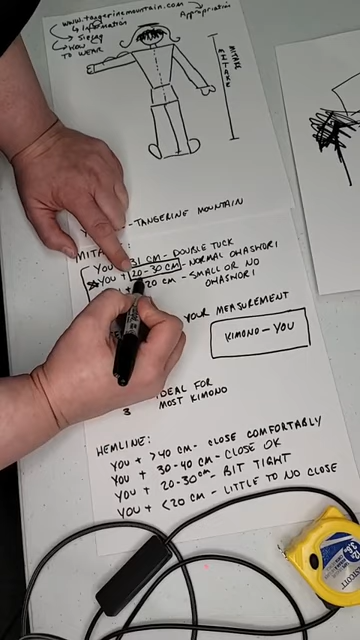 www.tangerinemountain.com
Appropriation
Information
Sizing
How
TO WEAR
MITAKE
YUKI - TANGERINE MOUNTAIN
MITAKE:
YOU + 31 CM - DOUBLE TUCK
YOU + 20-30 CM - NORMAL OHASHORI
20 CM - SMALL OR NO
OHASHORI
YOUR MEASUREMENT
KIMONO - YOU
IDEAL FOR
MOST KIMONO
3
HEMLINE:
YOU + >40 CM - CLOSE COMFORTABLY
YOU + 30-40 CM - CLOSE OK
YOU + 20-30 CM - BIT TIGHT
YOU + <20 CM - LITTLE TO NO CLOSE